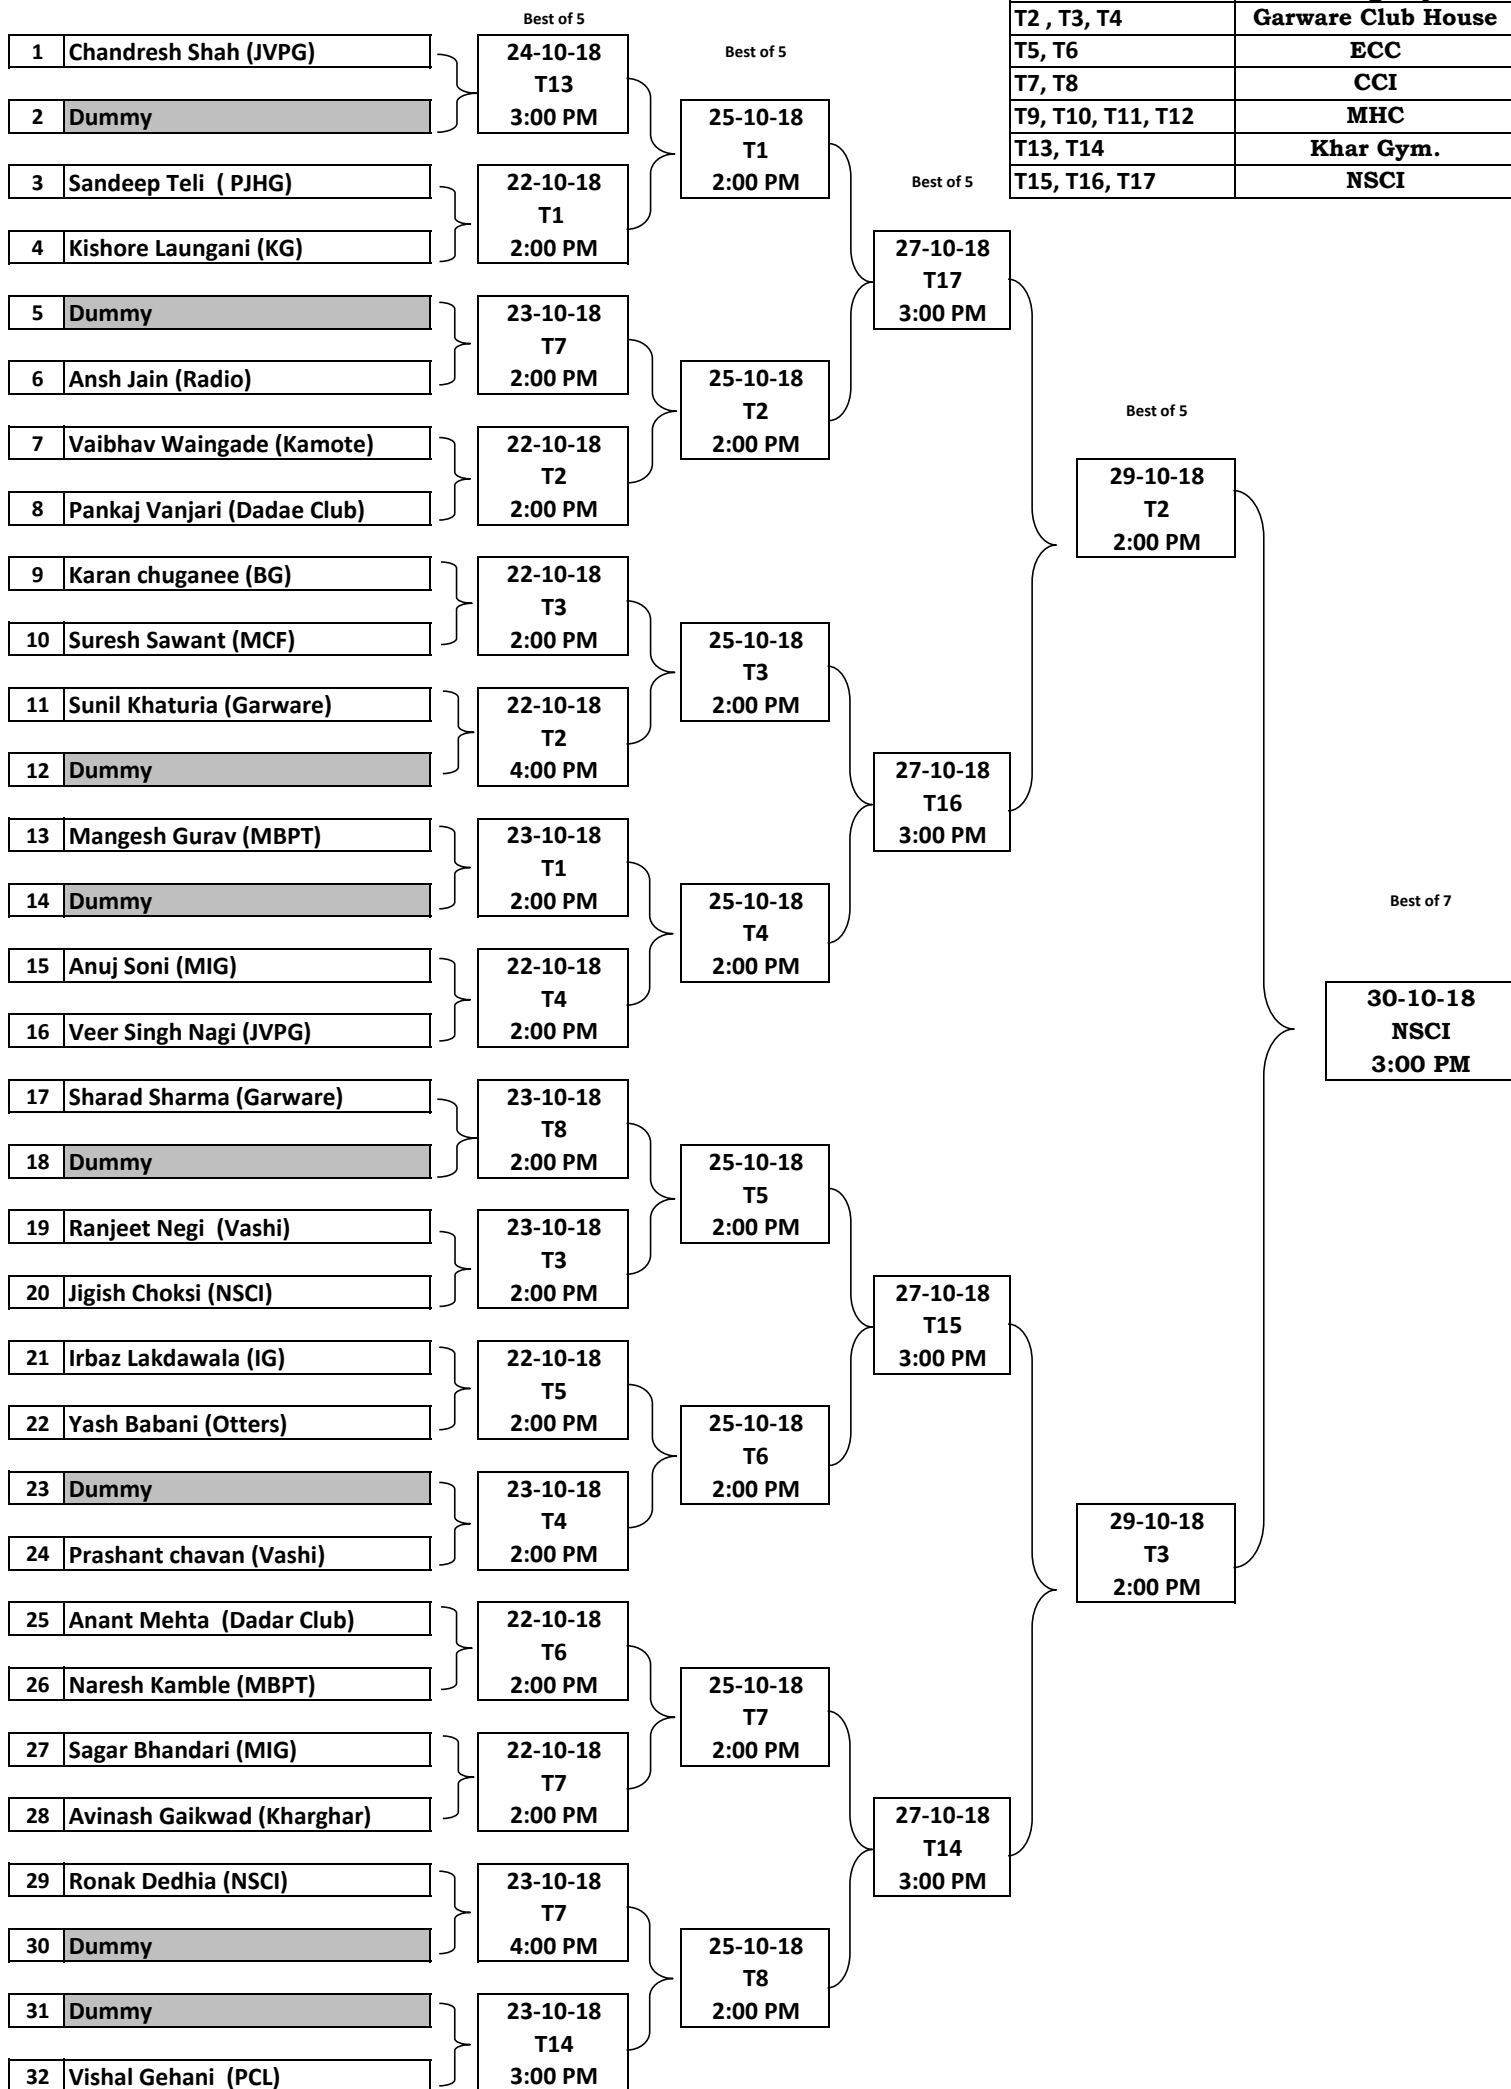 Best of 5
T2 , T3, T4 Garware Club House
1 Chandresh Shah (JVPG) 24-10-18 Best of 5 T5, T6 ECC
T13 T7, T8 CCI
2 Dummy 3:00 PM 25-10-18 T9, T10, T11, T12 MHC
T1 T13, T14 Khar Gym.
3 Sandeep Teli ( PJHG) 22-10-18 2:00 PM Best of 5 T15, T16, T17 NSCI
T1
4 Kishore Laungani (KG) 2:00 PM 27-10-18
T17
5 Dummy 23-10-18 3:00 PM
T7
6 Ansh Jain (Radio) 2:00 PM 25-10-18
T2 Best of 5
7 Vaibhav Waingade (Kamote) 22-10-18 2:00 PM
T2 29-10-18
8 Pankaj Vanjari (Dadae Club) 2:00 PM T2
2:00 PM
9 Karan chuganee (BG) 22-10-18
T3
10 Suresh Sawant (MCF) 2:00 PM 25-10-18
T3
11 Sunil Khaturia (Garware) 22-10-18 2:00 PM
T2
12 Dummy 4:00 PM 27-10-18
T16
13 Mangesh Gurav (MBPT) 23-10-18 3:00 PM
T1
14 Dummy 2:00 PM 25-10-18 Best of 7
T4
15 Anuj Soni (MIG) 22-10-18 2:00 PM
T4 30-10-18
16 Veer Singh Nagi (JVPG) 2:00 PM NSCI
3:00 PM
17 Sharad Sharma (Garware) 23-10-18
T8
18 Dummy 2:00 PM 25-10-18
T5
19 Ranjeet Negi (Vashi) 23-10-18 2:00 PM
T3
20 Jigish Choksi (NSCI) 2:00 PM 27-10-18
T15
21 Irbaz Lakdawala (IG) 22-10-18 3:00 PM
T5
22 Yash Babani (Otters) 2:00 PM 25-10-18
T6
23 Dummy 23-10-18 2:00 PM
T4 29-10-18
24 Prashant chavan (Vashi) 2:00 PM T3
2:00 PM
25 Anant Mehta (Dadar Club) 22-10-18
T6
26 Naresh Kamble (MBPT) 2:00 PM 25-10-18
T7
27 Sagar Bhandari (MIG) 22-10-18 2:00 PM
T7
28 Avinash Gaikwad (Kharghar) 2:00 PM 27-10-18
T14
29 Ronak Dedhia (NSCI) 23-10-18 3:00 PM
T7
30 Dummy 4:00 PM 25-10-18
T8
31 Dummy 23-10-18 2:00 PM
T14
32 Vishal Gehani (PCL) 3:00 PM